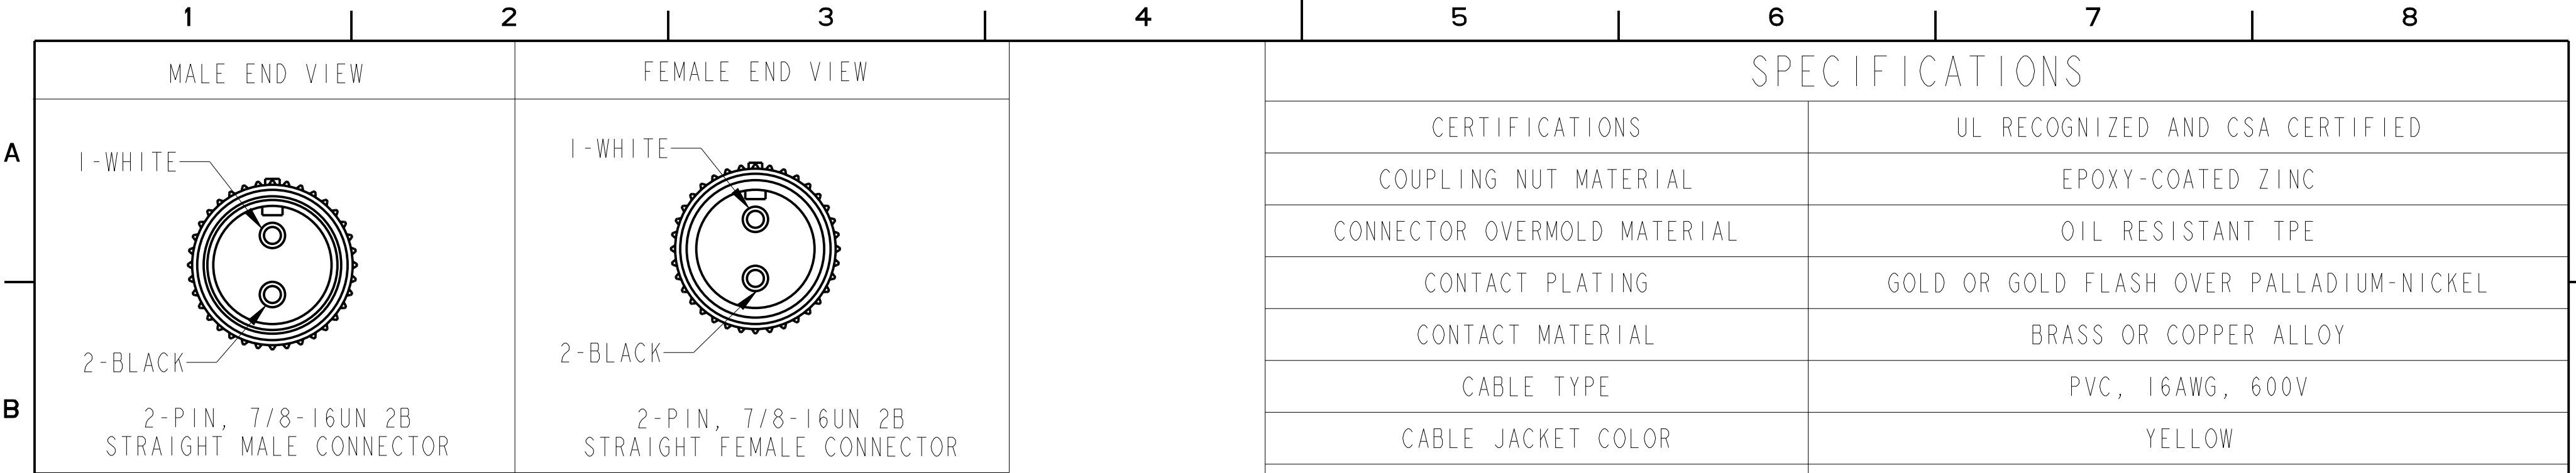 1 2 3 4 5 6 7 8
MALE END VIEW
FEMALE END VIEW
A
1-WHITE
2-BLACK
2-PIN, 7/8-16UN 2B
STRAIGHT MALE CONNECTOR
1-WHITE
2-BLACK
2-PIN, 7/8-16UN 2B
STRAIGHT FEMALE CONNECTOR
B
SPECIFICATIONS
CERTIFICATIONS UL RECOGNIZED AND CSA CERTIFIED
COUPLING NUT MATERIAL EPOXY-COATED ZINC
CONNECTOR OVERMOLD MATERIAL OIL RESISTANT TPE
CONTACT PLATING GOLD OR GOLD FLASH OVER PALLADIUM-NICKEL
CONTACT MATERIAL BRASS OR COPPER ALLOY
CABLE TYPE PVC, 16AWG, 600V
CABLE JACKET COLOR YELLOW